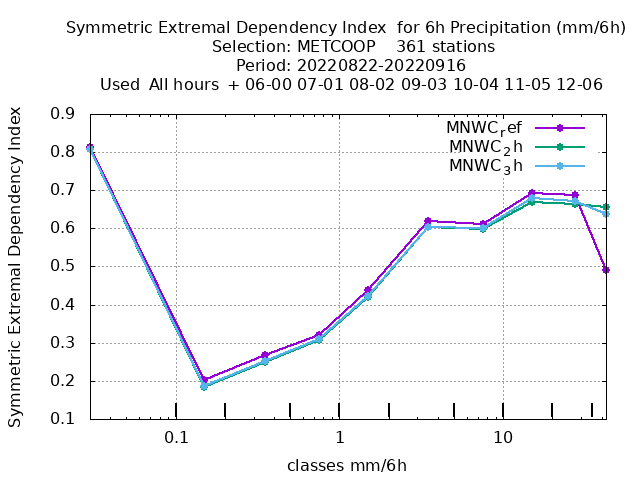 Symmetric Extremal Dependency Index  for 6h Precipitation (mm/6h)
Selection: METCOOP    361 stations
Period: 20220822-20220916
Used  All hours  + 06-00 07-01 08-02 09-03 10-04 11-05 12-06
Symmetric Extremal Dependency Index
0.9
0.8
0.7
0.6
0.5
0.4
0.3
0.2
0.1
MNWCref
MNWC2h
MNWC3h
0.1
1
10
classes mm/6h